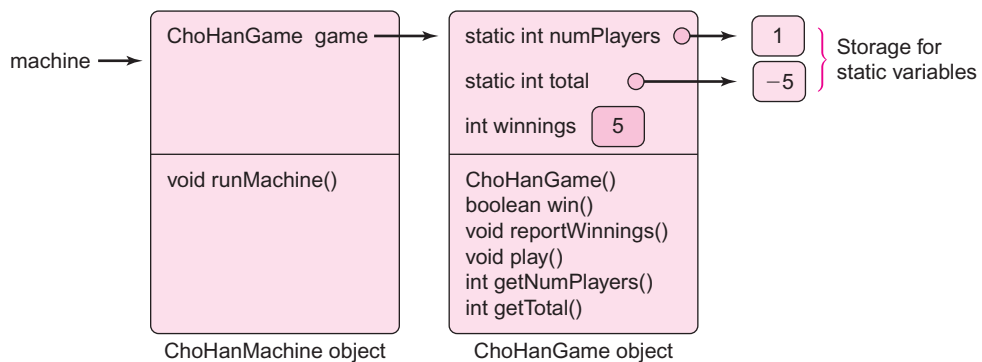 machine
ChoHanGame game
void runMachine()
ChoHanMachine object
static int numPlayers
static int total
int winnings 5
ChoHanGame()
boolean win()
void reportWinnings()
void play()
int getNumPlayers()
int getTotal()
ChoHanGame object
1
−5
Storage for
static variables